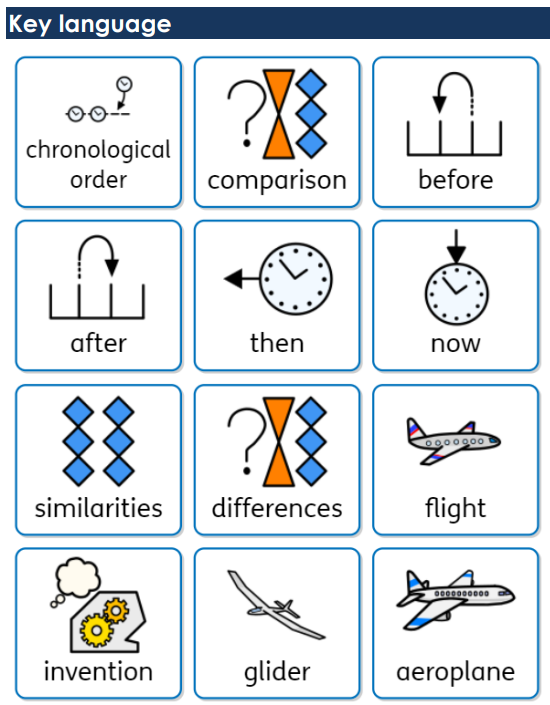 Key language
chronological
order
comparison
before
after
then
now
similarities
differences
flight
invention
glider
aeroplane